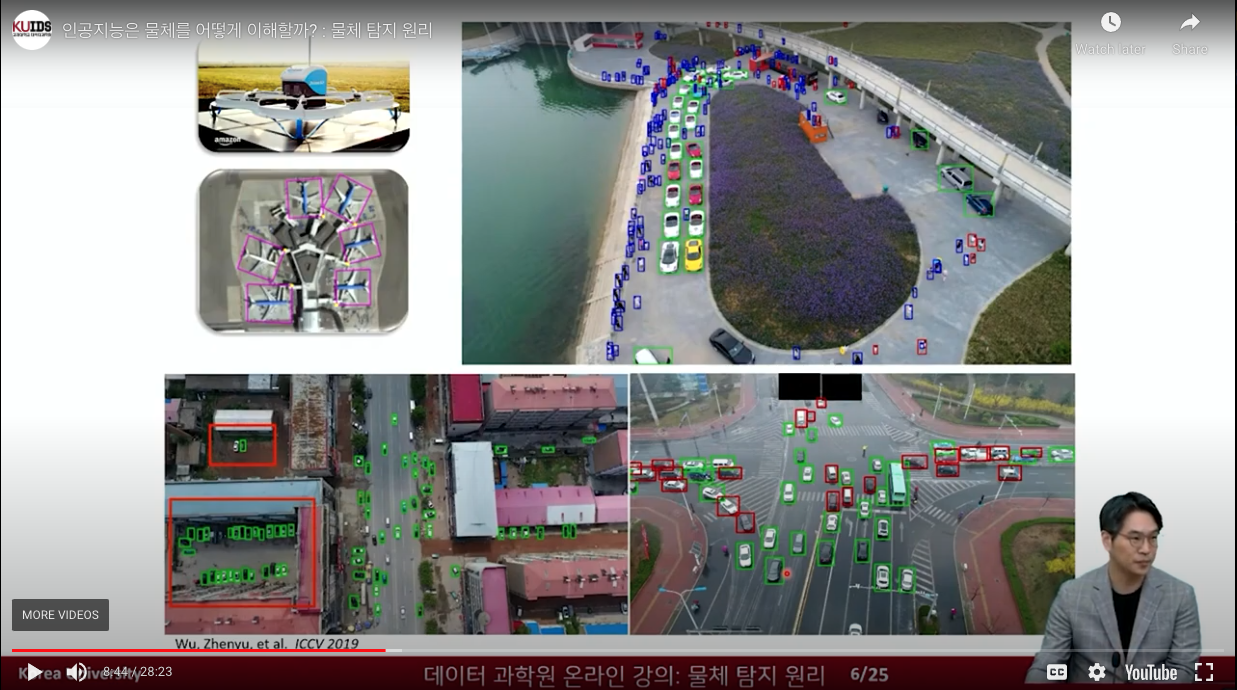 KUIDS
인공지능은 물체를 어떻게 이해할까? : 물체 탐지 원리
Watch later
Share
amazon
MORE VIDEOS
Wu, Zhenyu, et al. ICCV 2019
8:44 / 28:23
Korea University
데이터 과학원 온라인 강의: 물체 탐지 원리
6/25
CC
YouTube